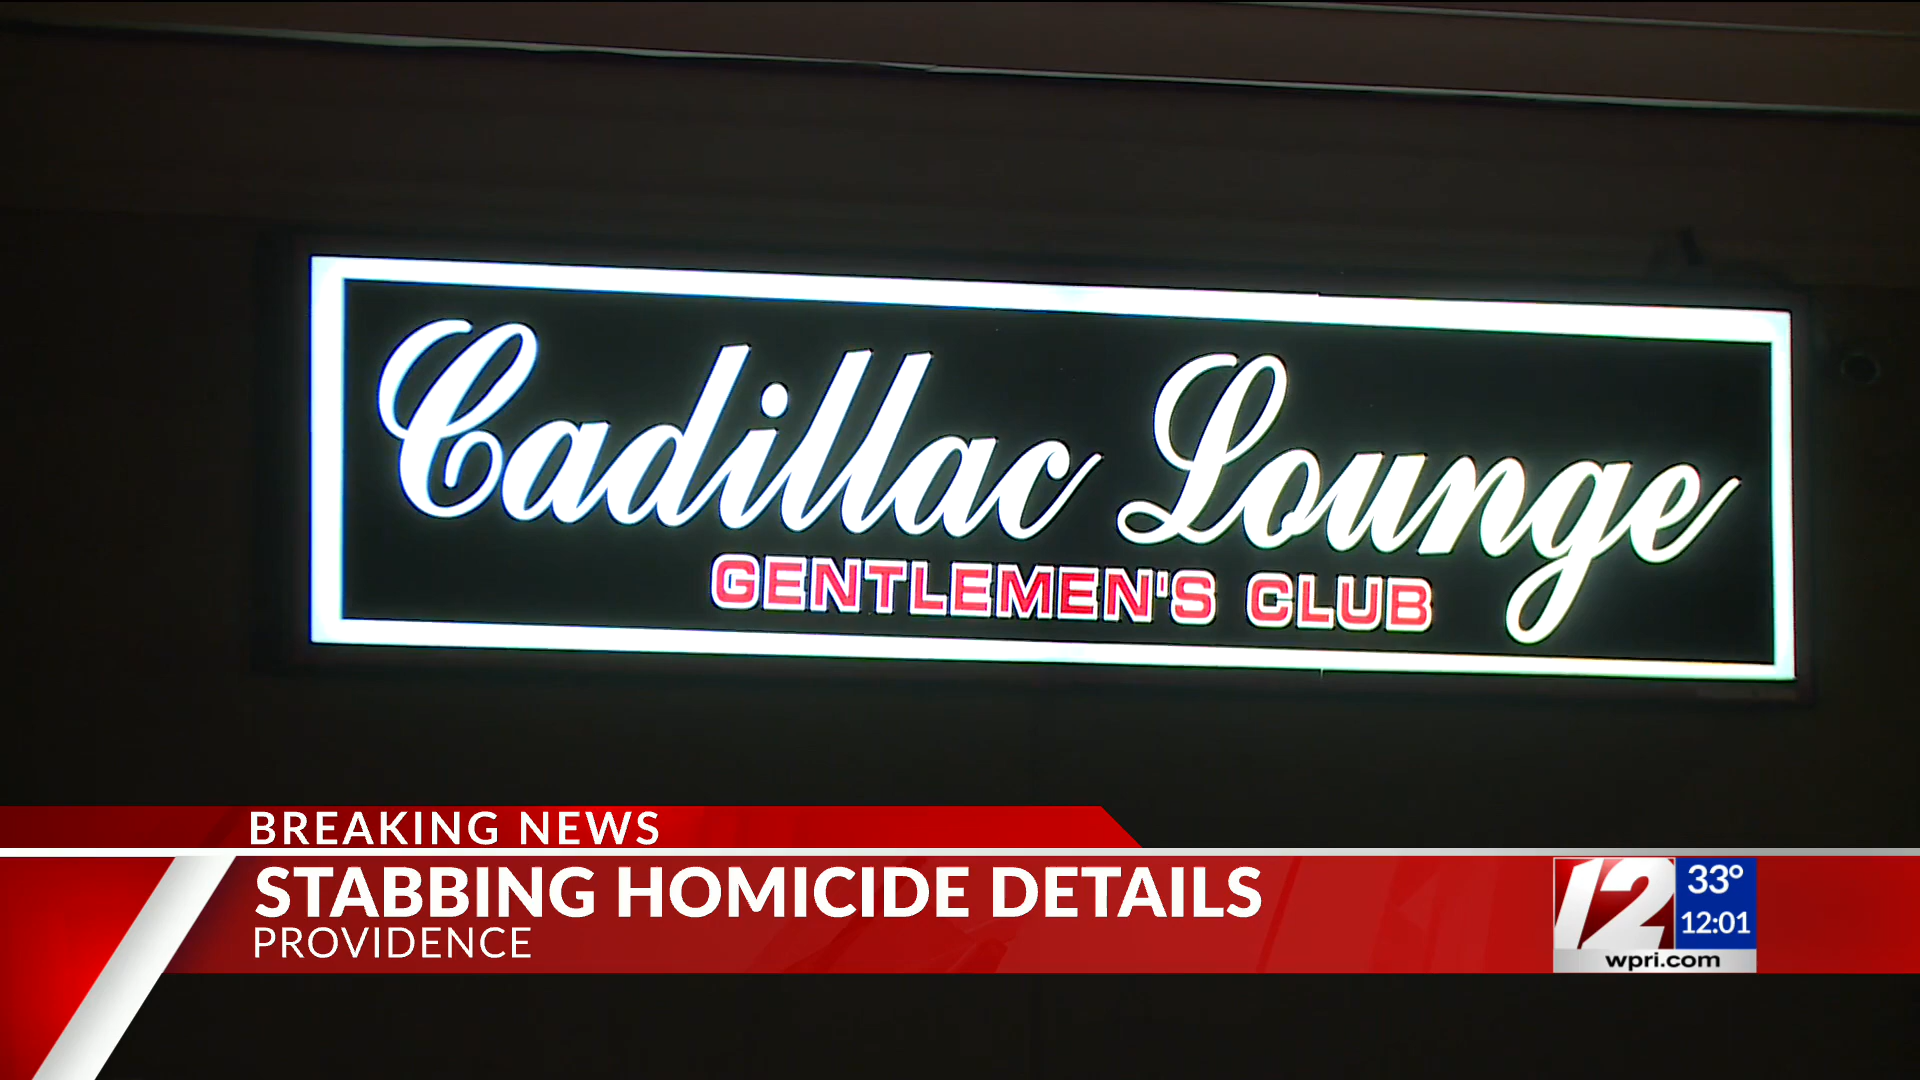 Cadillac Lounge
GENTLEMEN'S CLUB
BREAKING NEWS
STABBING HOMICIDE DETAILS
PROVIDENCE
12
33°
12:01
wpri.com